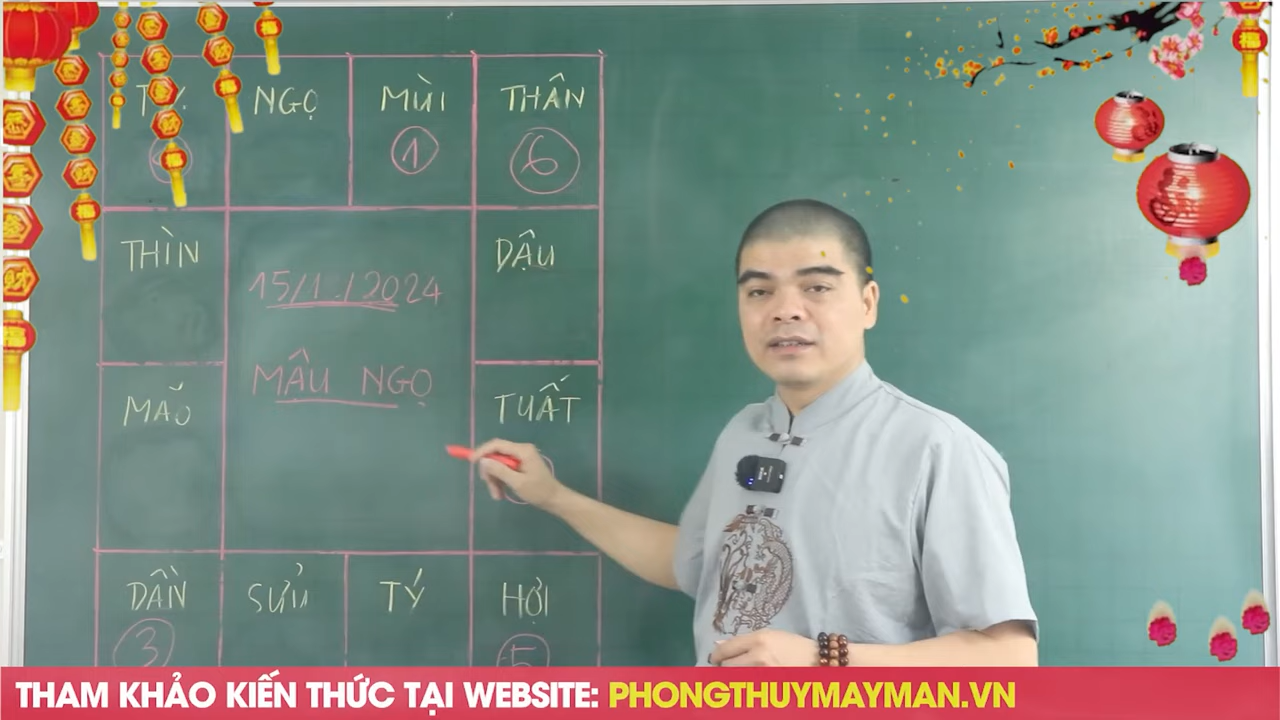 NGỌ MÙI THÂN
1 6
THÌN DẬU
15/1/2024
MẬU NGỌ
MÃO TUẤT
DẦN SỬU TÝ HỢI
3 5
THAM KHẢO KIẾN THỨC TẠI WEBSITE: PHONGTHUYMAYMAN.VN